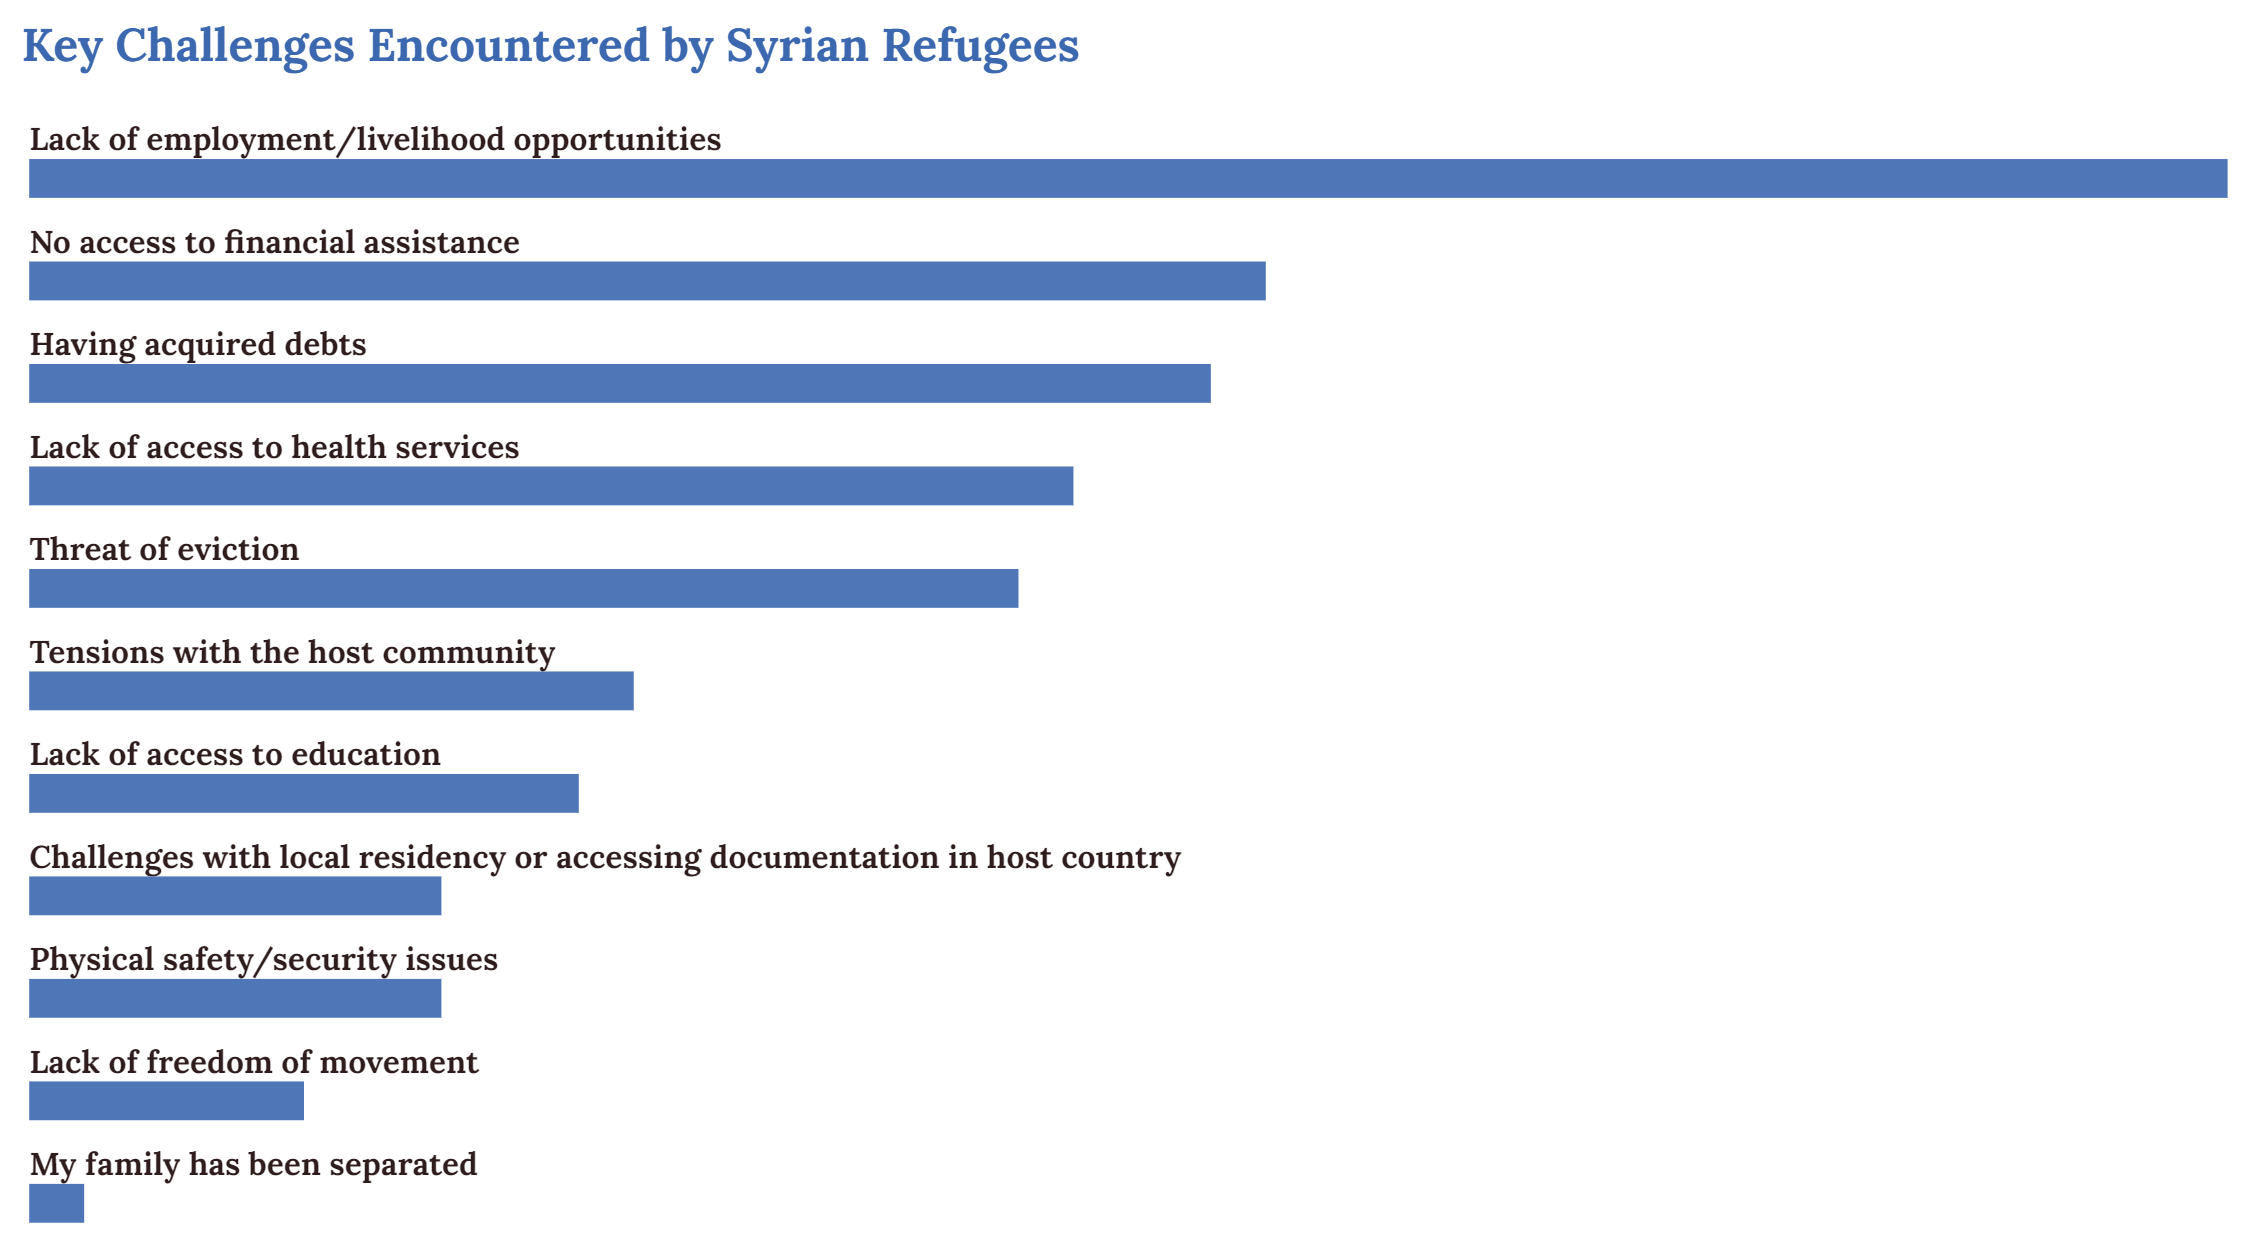 Key Challenges Encountered by Syrian Refugees
Lack of employment/livelihood opportunities
No access to financial assistance
Having acquired debts
Lack of access to health services
Threat of eviction
Tensions with the host community
Lack of access to education
Challenges with local residency or accessing documentation in host country
Physical safety/security issues
Lack of freedom of movement
My family has been separated